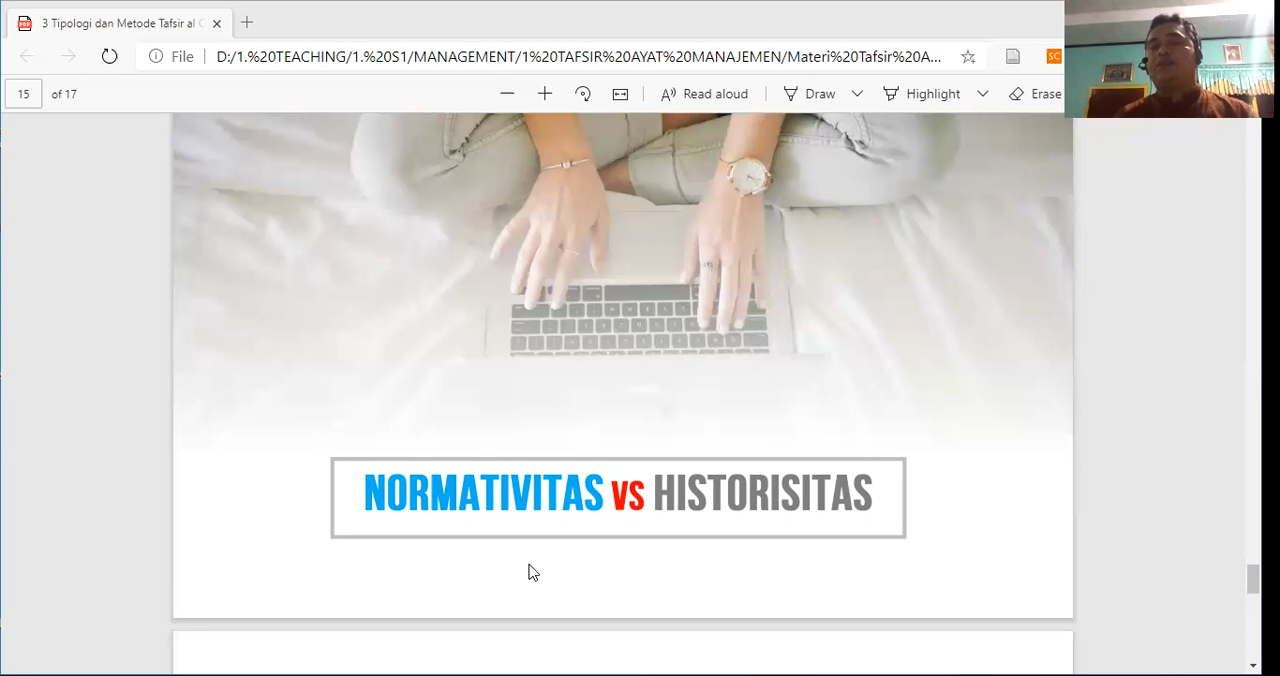 3 Tipologi dan Metode Tafsir al
File
D:/1.%20TEACHING/1.%20S1/MANAGEMENT/1%20TAFSIR%20AYAT%20MANAJEMEN/Materi%20Tafsir%20A...
SC
15 of 17
Read aloud
Draw
Highlight
Erase
NORMATIVITAS VS HISTORISITAS